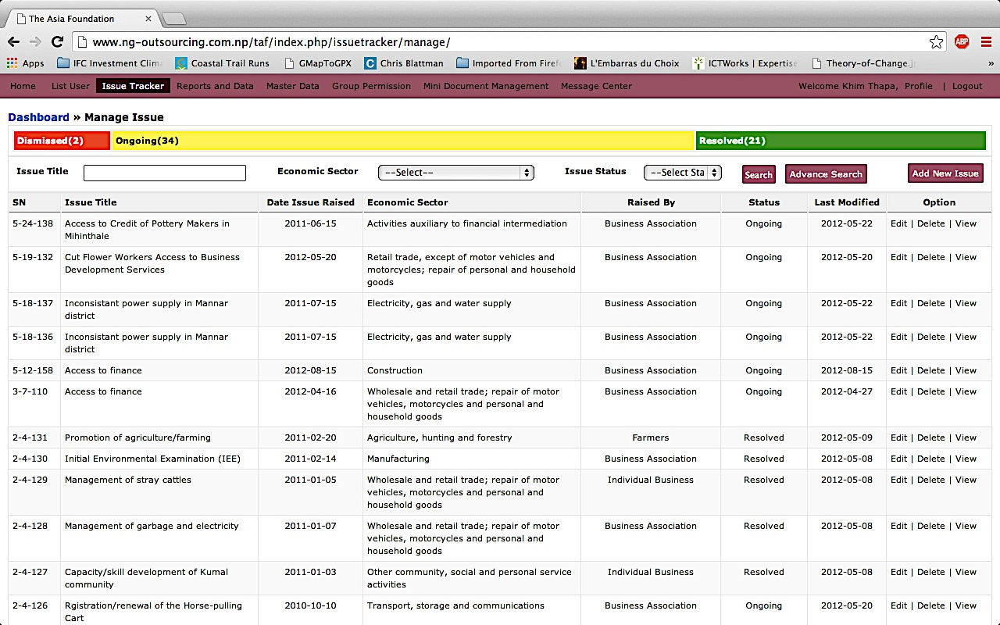 The Asia Foundation
www.ng-outsourcing.com.np/taf/index.php/issuetracker/manage/
ABP
Apps IFC Investment Clim Coastal Trail Runs GMapToGPX Chris Blattman Imported From Firef L'Embarras du Choix ICTWorks | Expertise Theory-of-Change.j »
Home List User Issue Tracker Reports and Data Master Data Group Permission Mini Document Management Message Center Welcome Khim Thapa, Profile | Logout
Dashboard » Manage Issue
Dismissed(2) Ongoing(34) Resolved(21)
Issue Title Economic Sector --Select-- Issue Status --Select Sta Search Advance Search Add New Issue
SN Issue Title Date Issue Raised Economic Sector Raised By Status Last Modified Option
5-24-138 Access to Credit of Pottery Makers in 2011-06-15 Activities auxiliary to financial intermediation Business Association Ongoing 2012-05-22 Edit | Delete | View
Mihinthale
5-19-132 Cut Flower Workers Access to Business 2012-05-20 Retail trade, except of motor vehicles and Business Association Ongoing 2012-05-20 Edit | Delete | View
Development Services motorcycles; repair of personal and household
goods
5-18-137 Inconsistant power supply in Mannar 2011-07-15 Electricity, gas and water supply Business Association Ongoing 2012-05-22 Edit | Delete | View
district
5-18-136 Inconsistant power supply in Mannar 2011-07-15 Electricity, gas and water supply Business Association Ongoing 2012-05-22 Edit | Delete | View
district
5-12-158 Access to finance 2012-08-15 Construction Business Association Ongoing 2012-08-15 Edit | Delete | View
3-7-110 Access to finance 2012-04-16 Wholesale and retail trade; repair of motor Business Association Ongoing 2012-04-27 Edit | Delete | View
vehicles, motorcycles and personal and
household goods
2-4-131 Promotion of agriculture/farming 2011-02-20 Agriculture, hunting and forestry Farmers Resolved 2012-05-09 Edit | Delete | View
2-4-130 Initial Environmental Examination (IEE) 2011-02-14 Manufacturing Business Association Resolved 2012-05-08 Edit | Delete | View
2-4-129 Management of stray cattles 2011-01-05 Wholesale and retail trade; repair of motor Individual Business Resolved 2012-05-08 Edit | Delete | View
vehicles, motorcycles and personal and
household goods
2-4-128 Management of garbage and electricity 2011-01-07 Wholesale and retail trade; repair of motor Business Association Resolved 2012-05-08 Edit | Delete | View
vehicles, motorcycles and personal and
household goods
2-4-127 Capacity/skill development of Kumal 2011-01-03 Other community, social and personal service Individual Business Resolved 2012-05-08 Edit | Delete | View
community activities
2-4-126 Rgistration/renewal of the Horse-pulling 2010-10-10 Transport, storage and communications Business Association Ongoing 2012-05-20 Edit | Delete | View
Cart